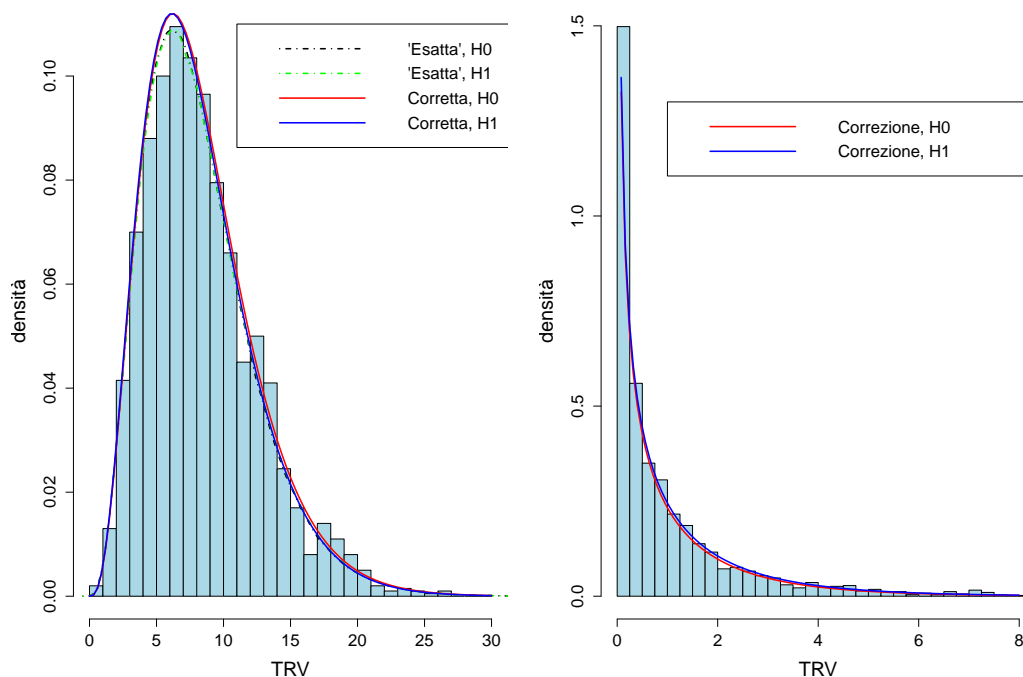 'Esatta', H0
'Esatta', H1
Corretta, H0
Corretta, H1
densità
0.00
0.02
0.04
0.06
0.08
0.10
0
5
10
15
20
25
30
TRV
Correzione, H0
Correzione, H1
densità
0.0
0.5
1.0
1.5
0
2
4
6
8
TRV